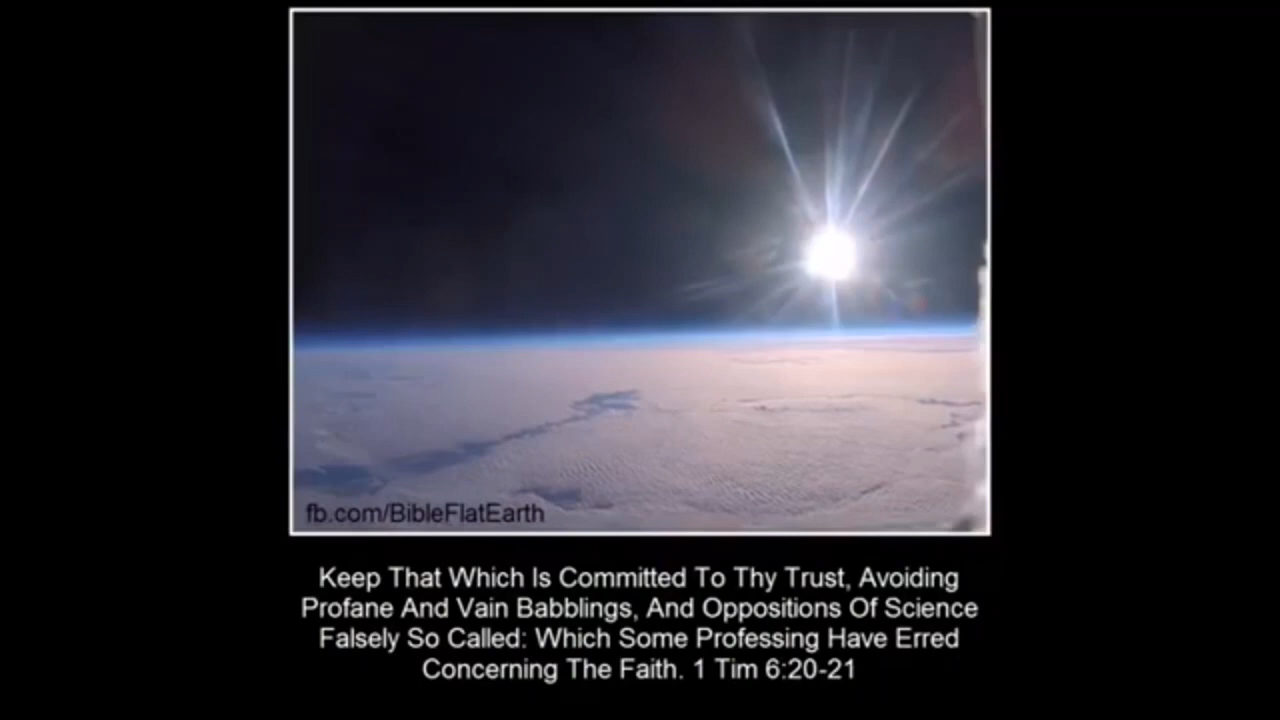 fb.com/BibleFlatEarth
Keep That Which Is Committed To Thy Trust, Avoiding
Profane And Vain Babblings, And Oppositions Of Science
Falsely So Called: Which Some Professing Have Erred
Concerning The Faith. 1 Tim 6:20-21